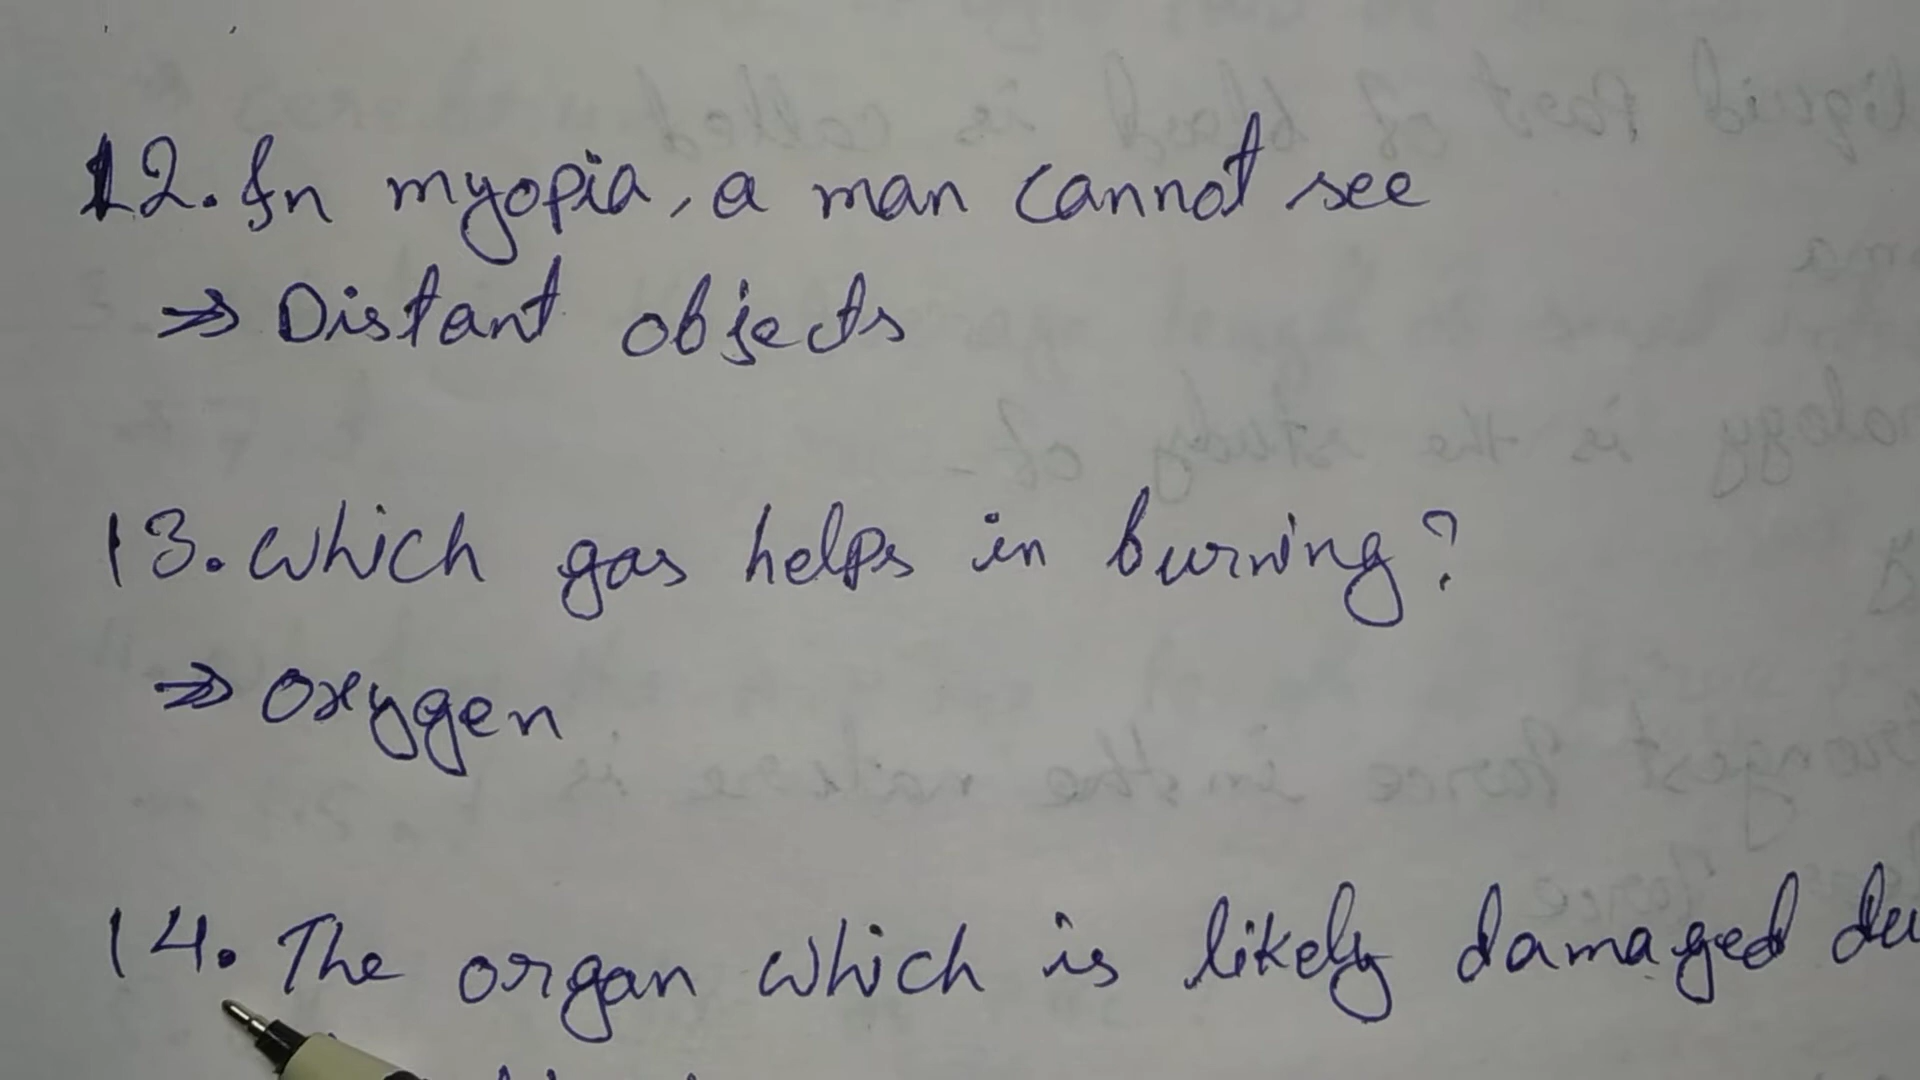 12. In myopia, a man cannot see
⇒ Distant objects
13. Which gas helps in burning?
⇒ Oxygen
14. The organ which is likely damaged